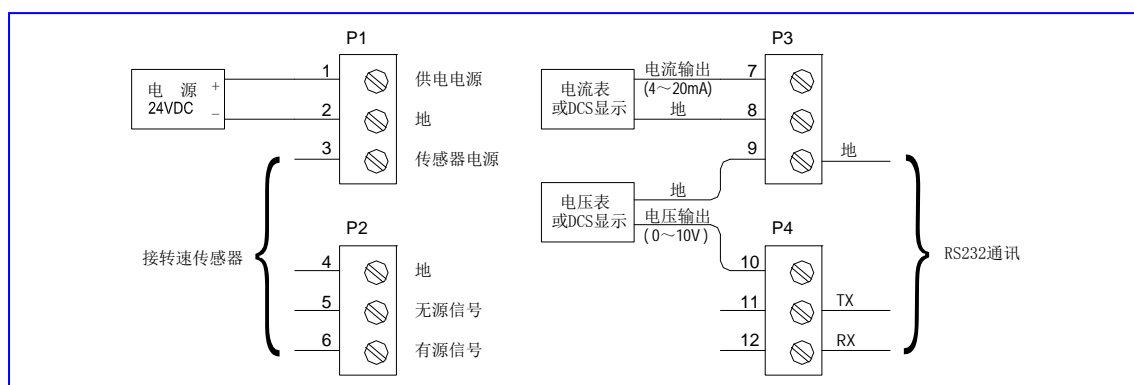 P1
电 源
24VDC
+
−
1
2
3
供电电源
地
传感器电源
接转速传感器
P2
4
5
6
地
无源信号
有源信号
P3
电流表
或DCS显示
电流输出
(4～20mA)
地
7
8
9
地
电压表
或DCS显示
地
电压输出
(0～10V)
P4
10
11
12
TX
RX
RS232通讯